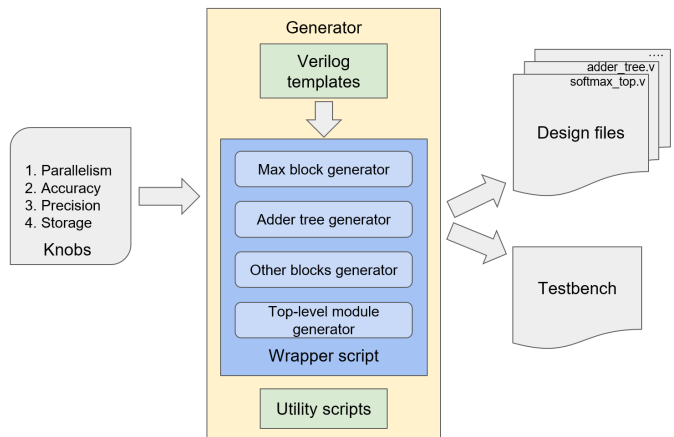 Generator
Verilog
templates
1. Parallelism
2. Accuracy
3. Precision
4. Storage
Knobs
Max block generator
Adder tree generator
Other blocks generator
Top-level module
generator
Wrapper script
Utility scripts
....
adder_tree.v
softmax_top.v
Design files
Testbench